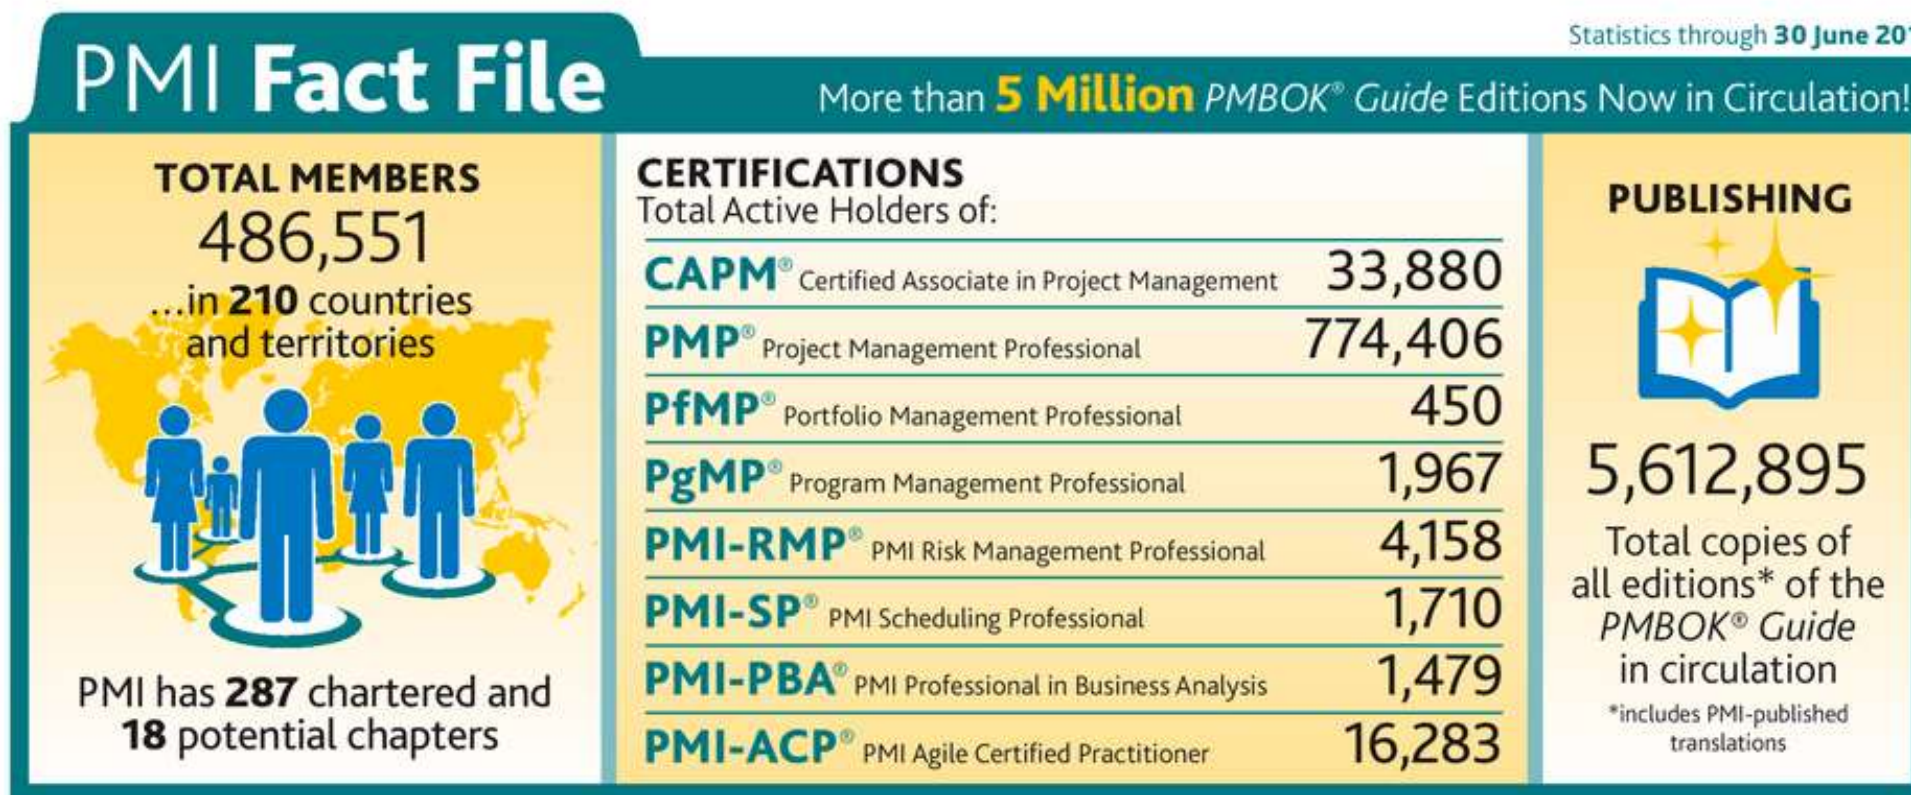 Statistics through 30 June
PMI Fact File
More than 5 Million PMBOK® Guide Editions Now in Circulation!
TOTAL MEMBERS
486,551
...in 210 countries
and territories
PMI has 287 chartered and
18 potential chapters
CERTIFICATIONS
Total Active Holders of:
CAPM® Certified Associate in Project Management 33,880
PMP® Project Management Professional 774,406
PfMP® Portfolio Management Professional 450
PgMP® Program Management Professional 1,967
PMI-RMP® PMI Risk Management Professional 4,158
PMI-SP® PMI Scheduling Professional 1,710
PMI-PBA® PMI Professional in Business Analysis 1,479
PMI-ACP® PMI Agile Certified Practitioner 16,283
PUBLISHING
5,612,895
Total copies of
all editions* of the
PMBOK® Guide
in circulation
*includes PMI-published
translations